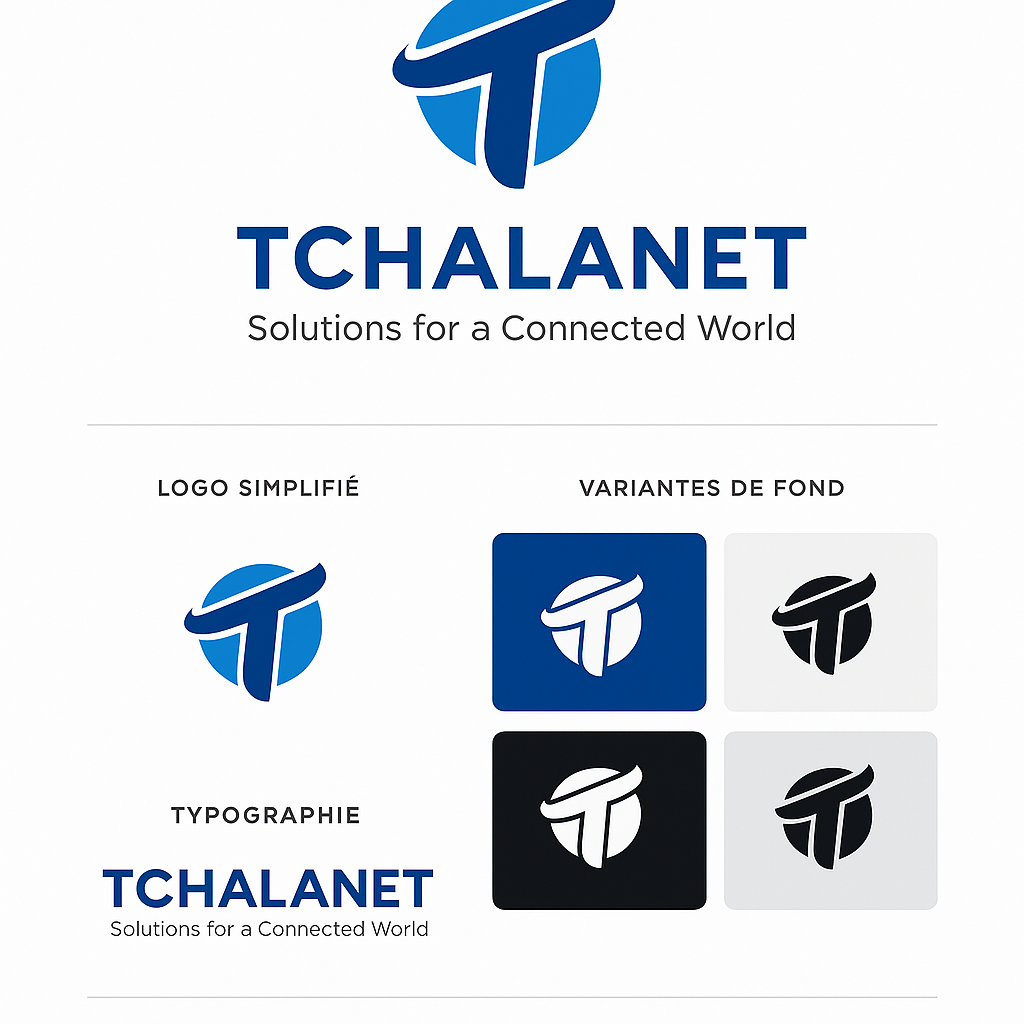 TCHALANET
Solutions for a Connected World
LOGO SIMPLIFIÉ
VARIANTES DE FOND
TYPOGRAPHIE
TCHALANET
Solutions for a Connected World